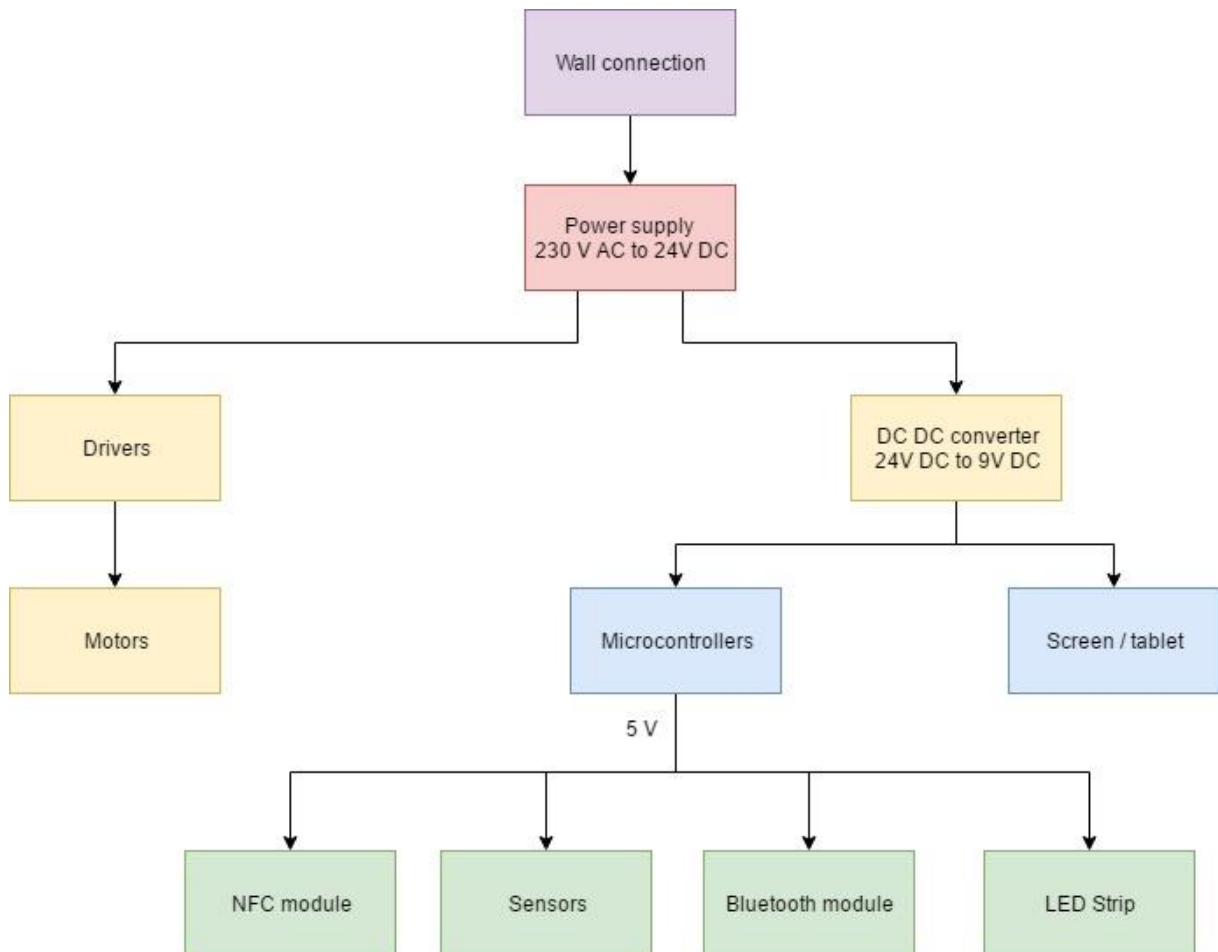 Wall connection
Power supply
230 V AC to 24V DC
Drivers
DC DC converter
24V DC to 9V DC
Motors
Microcontrollers
Screen / tablet
5 V
NFC module
Sensors
Bluetooth module
LED Strip